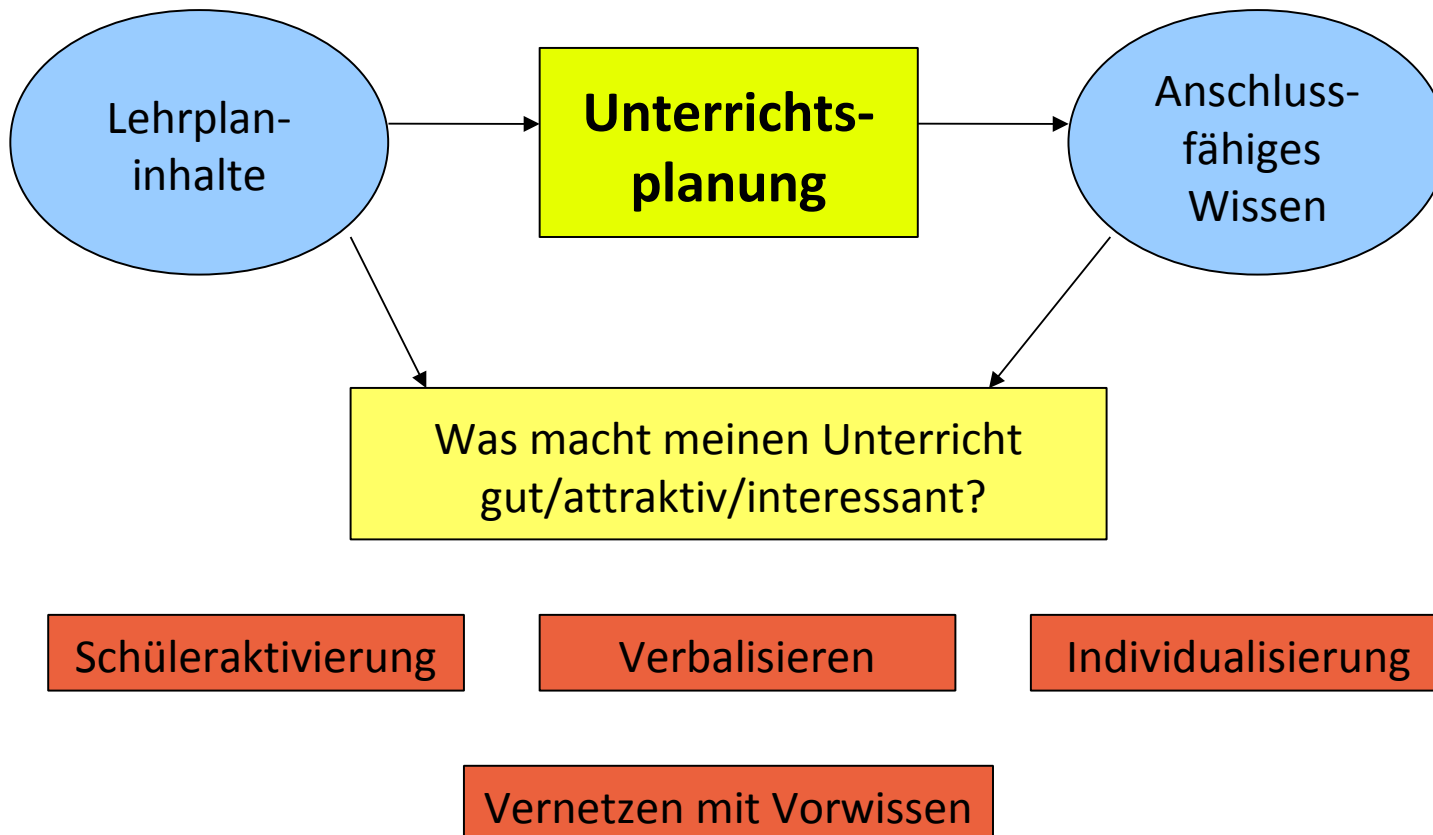 Lehrplan-
inhalte
Unterrichts-
planung
Anschluss-
fähiges
Wissen
Was macht meinen Unterricht
gut/attraktiv/interessant?
Schüleraktivierung
Verbalisieren
Individualisierung
Vernetzen mit Vorwissen